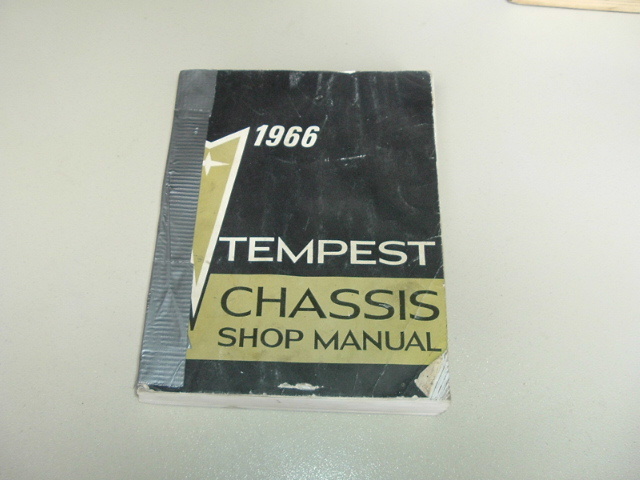 1966
TEMPEST
CHASSIS
SHOP MANUAL